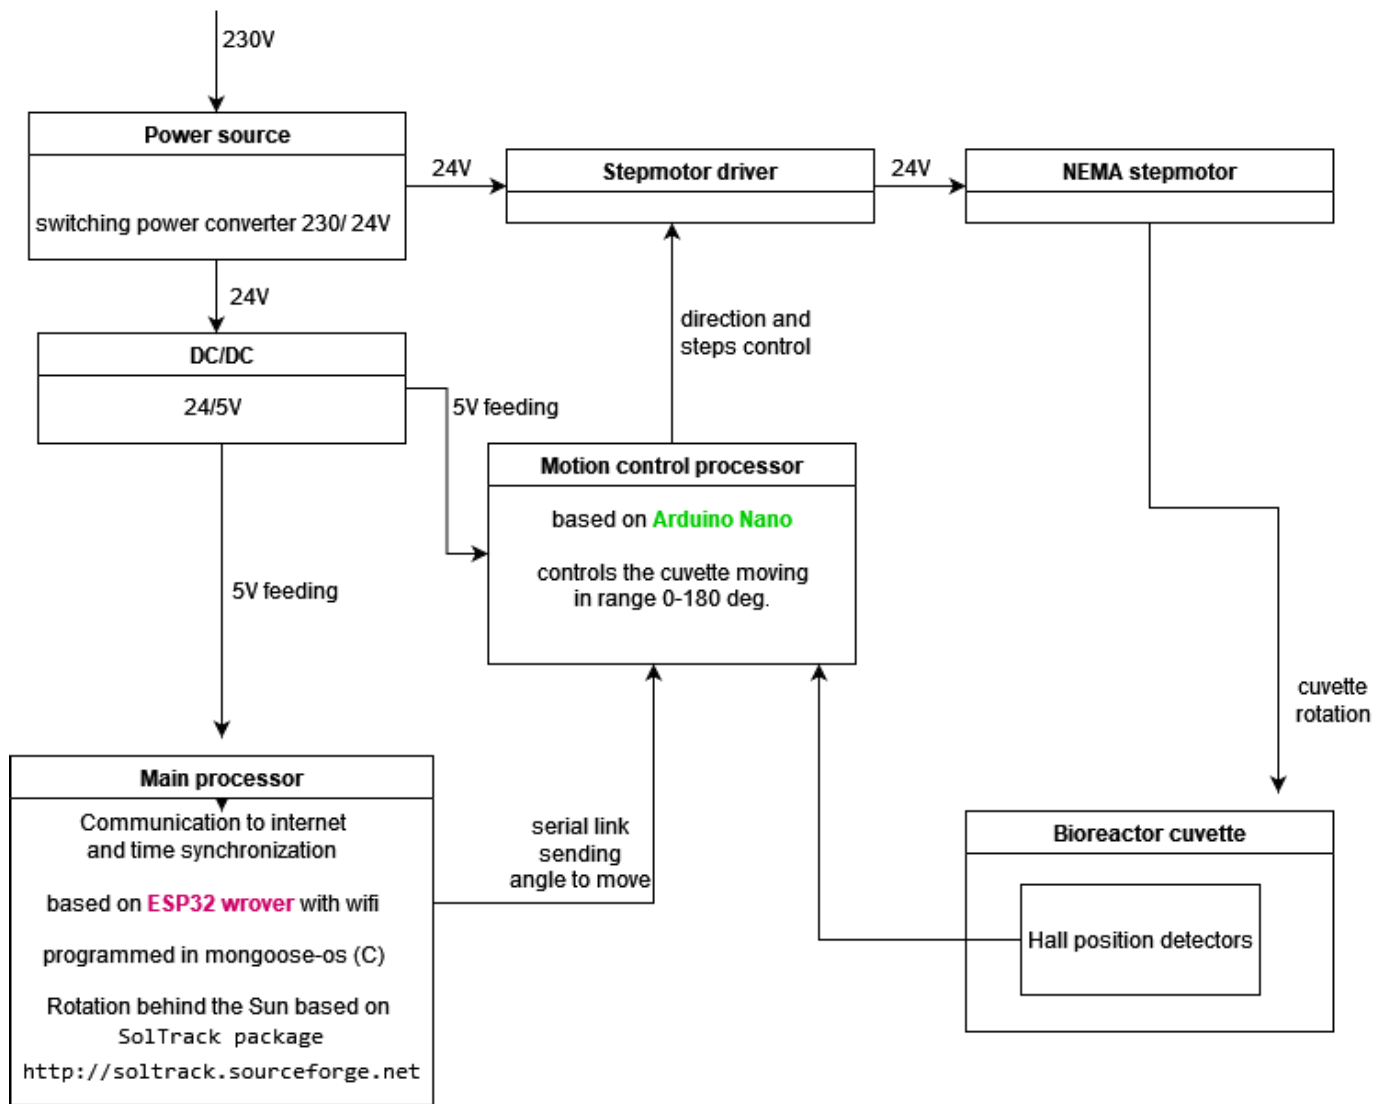 230V
Power source
switching power converter 230/ 24V
24V
Stepmotor driver
24V
NEMA stepmotor
24V
DC/DC
24/5V
5V feeding
direction and
steps control
Motion control processor
based on Arduino Nano
controls the cuvette moving
in range 0-180 deg.
5V feeding
cuvette
rotation
Main processor
Communication to internet
and time synchronization
based on ESP32 wrover with wifi
programmed in mongoose-os (C)
Rotation behind the Sun based on
SolTrack package
http://soltrack.sourceforge.net
serial link
sending
angle to move
Bioreactor cuvette
Hall position detectors